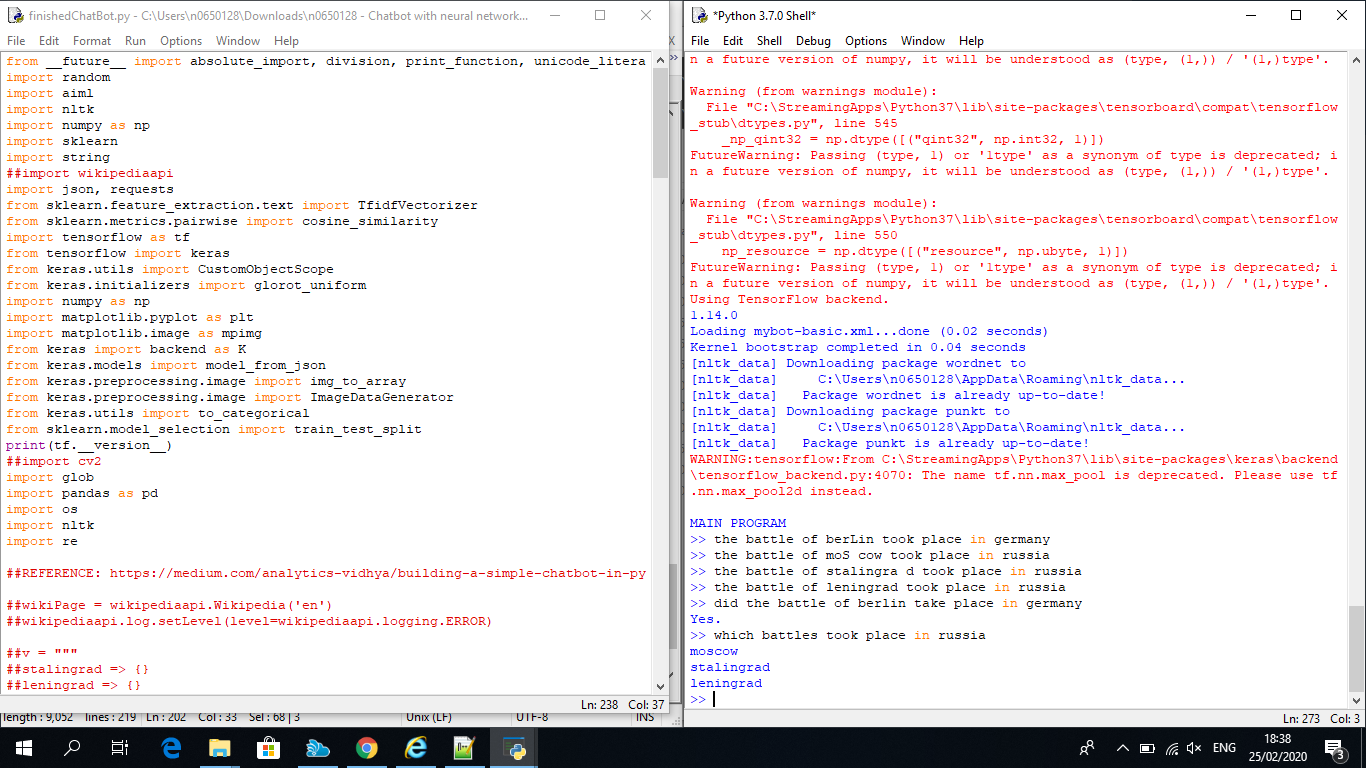 finishedChatBot.py - C:\Users\n0650128\Downloads\n0650128 - Chatbot with neural network...
File Edit Format Run Options Window Help
from __future__ import absolute_import, division, print_function, unicode_litera
import random
import aiml
import nltk
import numpy as np
import sklearn
import string
##import wikipediaapi
import json, requests
from sklearn.feature_extraction.text import TfidfVectorizer
from sklearn.metrics.pairwise import cosine_similarity
import tensorflow as tf
from tensorflow import keras
from keras.utils import CustomObjectScope
from keras.initializers import glorot_uniform
import numpy as np
import matplotlib.pyplot as plt
import matplotlib.image as mpimg
from keras import backend as K
from keras.models import model_from_json
from keras.preprocessing.image import img_to_array
from keras.preprocessing.image import ImageDataGenerator
from keras.utils import to_categorical
from sklearn.model_selection import train_test_split
print(tf.__version__)
##import cv2
import glob
import pandas as pd
import os
import nltk
import re
##REFERENCE: https://medium.com/analytics-vidhya/building-a-simple-chatbot-in-py
##wikiPage = wikipediaapi.Wikipedia('en')
##wikipediaapi.log.setLevel(level=wikipediaapi.logging.ERROR)
##v = """
##stalingrad => {}
##leningrad => {}
Ln: 238 Col: 37
length : 9,052 lines : 219 Ln : 202 Col : 33 Sel : 68 | 3 Unix (LF) UTF-8 INS
*Python 3.7.0 Shell*
File Edit Shell Debug Options Window Help
n a future version of numpy, it will be understood as (type, (1,)) / '(1,)type'.
Warning (from warnings module):
File "C:\StreamingApps\Python37\lib\site-packages\tensorboard\compat\tensorflow
_stub\dtypes.py", line 545
_np_qint32 = np.dtype([("qint32", np.int32, 1)])
FutureWarning: Passing (type, 1) or '1type' as a synonym of type is deprecated; i
n a future version of numpy, it will be understood as (type, (1,)) / '(1,)type'.
Warning (from warnings module):
File "C:\StreamingApps\Python37\lib\site-packages\tensorboard\compat\tensorflow
_stub\dtypes.py", line 550
np_resource = np.dtype([("resource", np.ubyte, 1)])
FutureWarning: Passing (type, 1) or '1type' as a synonym of type is deprecated; i
n a future version of numpy, it will be understood as (type, (1,)) / '(1,)type'.
Using TensorFlow backend.
1.14.0
Loading mybot-basic.xml...done (0.02 seconds)
Kernel bootstrap completed in 0.04 seconds
[nltk_data] Downloading package wordnet to
[nltk_data] C:\Users\n0650128\AppData\Roaming\nltk_data...
[nltk_data] Package wordnet is already up-to-date!
[nltk_data] Downloading package punkt to
[nltk_data] C:\Users\n0650128\AppData\Roaming\nltk_data...
[nltk_data] Package punkt is already up-to-date!
WARNING:tensorflow:From C:\StreamingApps\Python37\lib\site-packages\keras\backend
\tensorflow_backend.py:4070: The name tf.nn.max_pool is deprecated. Please use tf
.nn.max_pool2d instead.
MAIN PROGRAM
>> the battle of berLin took place in germany
>> the battle of moS cow took place in russia
>> the battle of stalingra d took place in russia
>> the battle of leningrad took place in russia
>> did the battle of berlin take place in germany
Yes.
>> which battles took place in russia
moscow
stalingrad
leningrad
>>
Ln: 273 Col: 3
ENG
18:38
25/02/2020
3